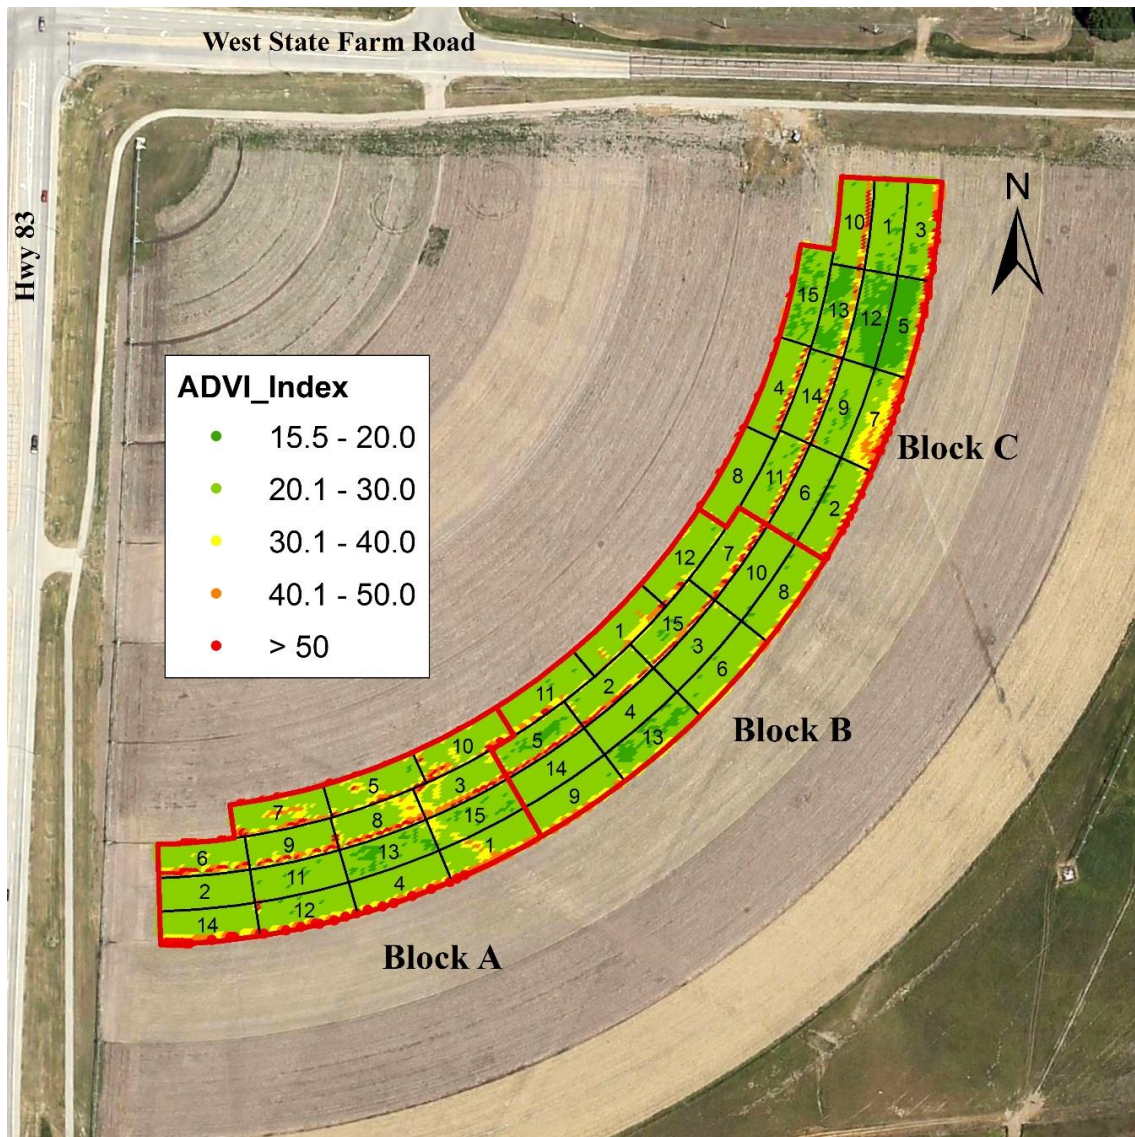 West State Farm Road
Hwy 83
N
10 1 3
15 13 12 5
4 14 9 7
8 11 6 2
Block C
ADVI_Index
15.5 - 20.0
20.1 - 30.0
30.1 - 40.0
40.1 - 50.0
> 50
12 7 10 8
1 15 3 6
11 2 4 13
5 14 9
Block B
10 3 15 1
5 8 13 4
7 9 11 12
6 2 14
Block A